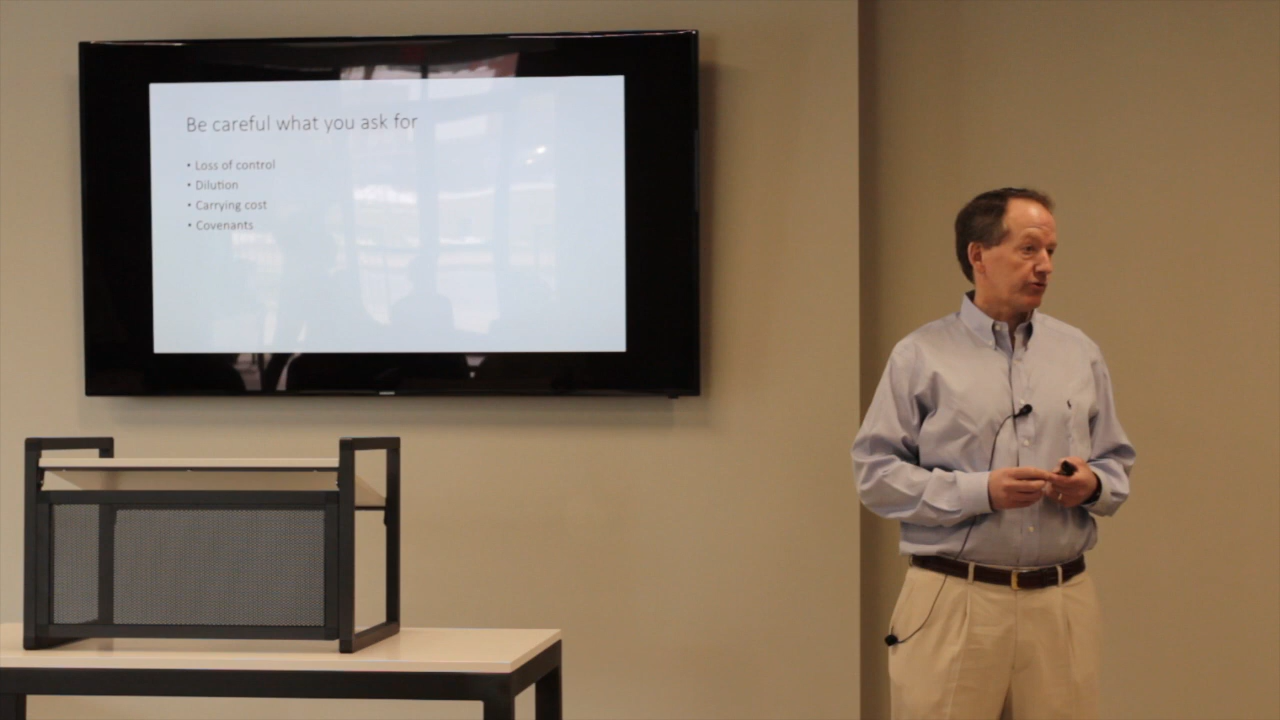 Be careful what you ask for
• Loss of control
• Dilution
• Carrying cost
• Covenants